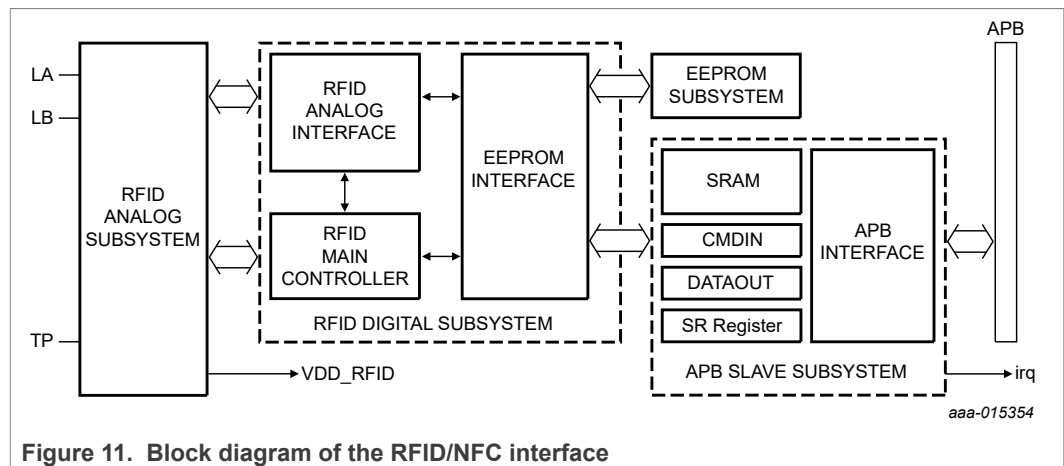 APB
LA
LB
TP
RFID
ANALOG
SUBSYSTEM
RFID
ANALOG
INTERFACE
RFID
MAIN
CONTROLLER
EEPROM
INTERFACE
RFID DIGITAL SUBSYSTEM
VDD_RFID
EEPROM
SUBSYSTEM
SRAM
CMDIN
DATAOUT
SR Register
APB
INTERFACE
APB SLAVE SUBSYSTEM
irq
aaa-015354
Figure 11. Block diagram of the RFID/NFC interface